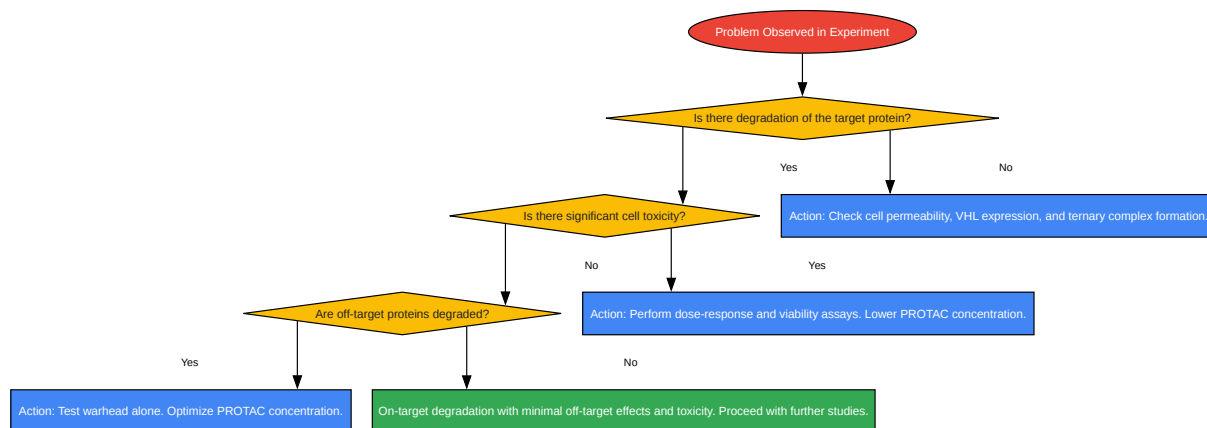 Problem Observed in Experiment
Is there degradation of the target protein?
Yes
No
Is there significant cell toxicity?
Action: Check cell permeability, VHL expression, and ternary complex formation.
No
Yes
Are off-target proteins degraded?
Action: Perform dose-response and viability assays. Lower PROTAC concentration.
Yes
No
Action: Test warhead alone. Optimize PROTAC concentration.
On-target degradation with minimal off-target effects and toxicity. Proceed with further studies.